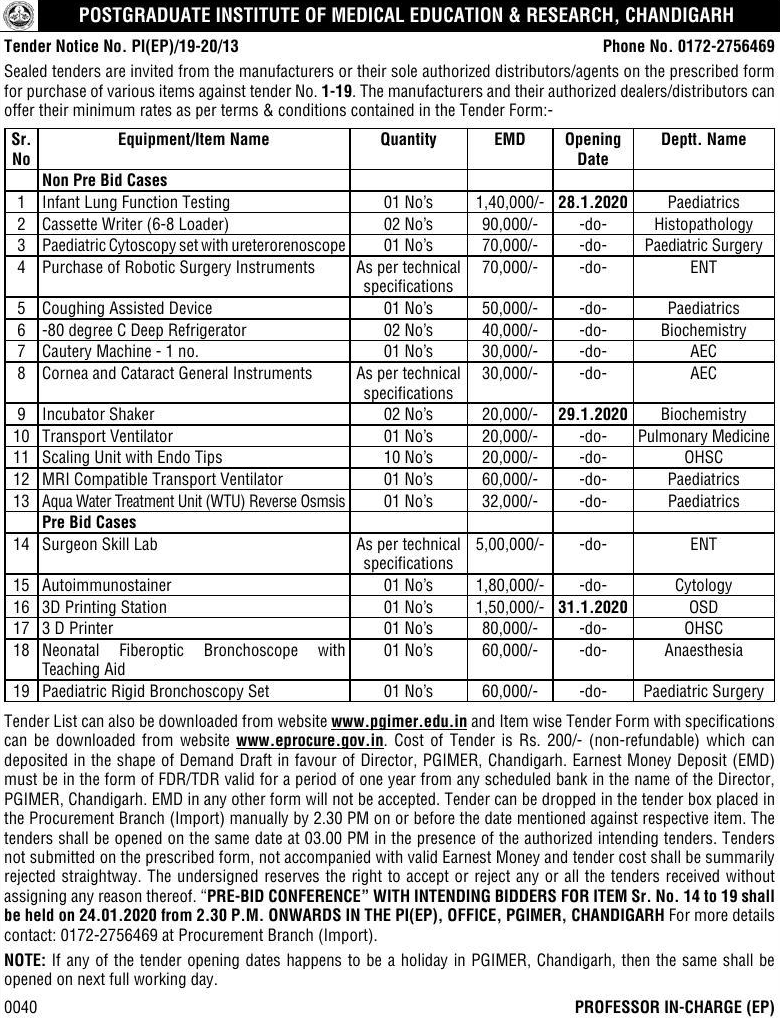 POSTGRADUATE INSTITUTE OF MEDICAL EDUCATION & RESEARCH, CHANDIGARH
Tender Notice No. PI(EP)/19-20/13 Phone No. 0172-2756469
Sealed tenders are invited from the manufacturers or their sole authorized distributors/agents on the prescribed form
for purchase of various items against tender No. 1-19. The manufacturers and their authorized dealers/distributors can
offer their minimum rates as per terms & conditions contained in the Tender Form:-
Sr. Equipment/Item Name Quantity EMD Opening Deptt. Name
No Date
Non Pre Bid Cases
1 Infant Lung Function Testing 01 No's 1,40,000/- 28.1.2020 Paediatrics
2 Cassette Writer (6-8 Loader) 02 No's 90,000/- -do- Histopathology
3 Paediatric Cytoscopy set with ureterorenoscope 01 No's 70,000/- -do- Paediatric Surgery
4 Purchase of Robotic Surgery Instruments As per technical 70,000/- -do- ENT
specifications
5 Coughing Assisted Device 01 No's 50,000/- -do- Paediatrics
6 -80 degree C Deep Refrigerator 02 No's 40,000/- -do- Biochemistry
7 Cautery Machine - 1 no. 01 No's 30,000/- -do- AEC
8 Cornea and Cataract General Instruments As per technical 30,000/- -do- AEC
specifications
9 Incubator Shaker 02 No's 20,000/- 29.1.2020 Biochemistry
10 Transport Ventilator 01 No's 20,000/- -do- Pulmonary Medicine
11 Scaling Unit with Endo Tips 10 No's 20,000/- -do- OHSC
12 MRI Compatible Transport Ventilator 01 No's 60,000/- -do- Paediatrics
13 Aqua Water Treatment Unit (WTU) Reverse Osmsis 01 No's 32,000/- -do- Paediatrics
Pre Bid Cases
14 Surgeon Skill Lab As per technical 5,00,000/- -do- ENT
specifications
15 Autoimmunostainer 01 No's 1,80,000/- -do- Cytology
16 3D Printing Station 01 No's 1,50,000/- 31.1.2020 OSD
17 3 D Printer 01 No's 80,000/- -do- OHSC
18 Neonatal Fiberoptic Bronchoscope with 01 No's 60,000/- -do- Anaesthesia
Teaching Aid
19 Paediatric Rigid Bronchoscopy Set 01 No's 60,000/- -do- Paediatric Surgery
Tender List can also be downloaded from website www.pgimer.edu.in and Item wise Tender Form with specifications
can be downloaded from website www.eprocure.gov.in. Cost of Tender is Rs. 200/- (non-refundable) which can
deposited in the shape of Demand Draft in favour of Director, PGIMER, Chandigarh. Earnest Money Deposit (EMD)
must be in the form of FDR/TDR valid for a period of one year from any scheduled bank in the name of the Director,
PGIMER, Chandigarh. EMD in any other form will not be accepted. Tender can be dropped in the tender box placed in
the Procurement Branch (Import) manually by 2.30 PM on or before the date mentioned against respective item. The
tenders shall be opened on the same date at 03.00 PM in the presence of the authorized intending tenders. Tenders
not submitted on the prescribed form, not accompanied with valid Earnest Money and tender cost shall be summarily
rejected straightway. The undersigned reserves the right to accept or reject any or all the tenders received without
assigning any reason thereof. “PRE-BID CONFERENCE” WITH INTENDING BIDDERS FOR ITEM Sr. No. 14 to 19 shall
be held on 24.01.2020 from 2.30 P.M. ONWARDS IN THE PI(EP), OFFICE, PGIMER, CHANDIGARH For more details
contact: 0172-2756469 at Procurement Branch (Import).
NOTE: If any of the tender opening dates happens to be a holiday in PGIMER, Chandigarh, then the same shall be
opened on next full working day.
0040 PROFESSOR IN-CHARGE (EP)